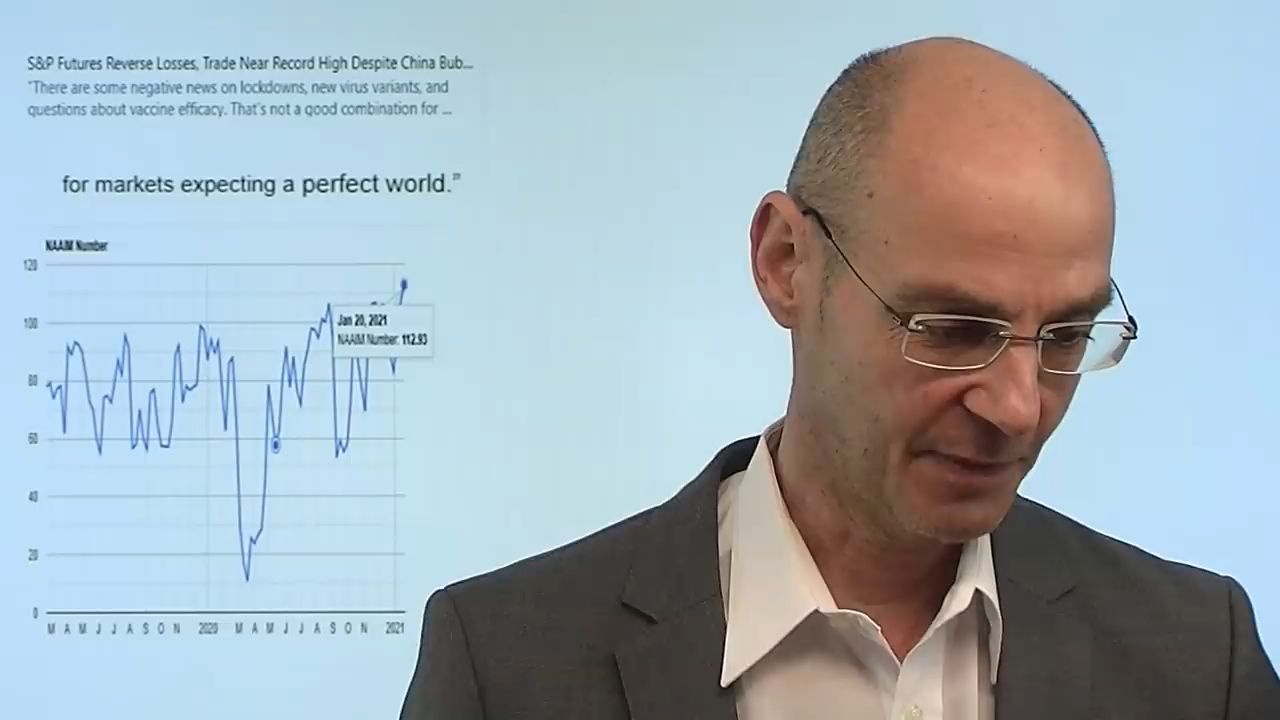 S&P Futures Reverse Losses, Trade Near Record High Despite China Bub...
"There are some negative news on lockdowns, new virus variants, and
questions about vaccine efficacy. That's not a good combination for ...
for markets expecting a perfect world."
NAAIM Number
120
100
80
60
40
20
0
Jan 20, 2021
NAAIM Number: 112.93
M A M J J A S O N 2020 M A M J J A S O N 2021